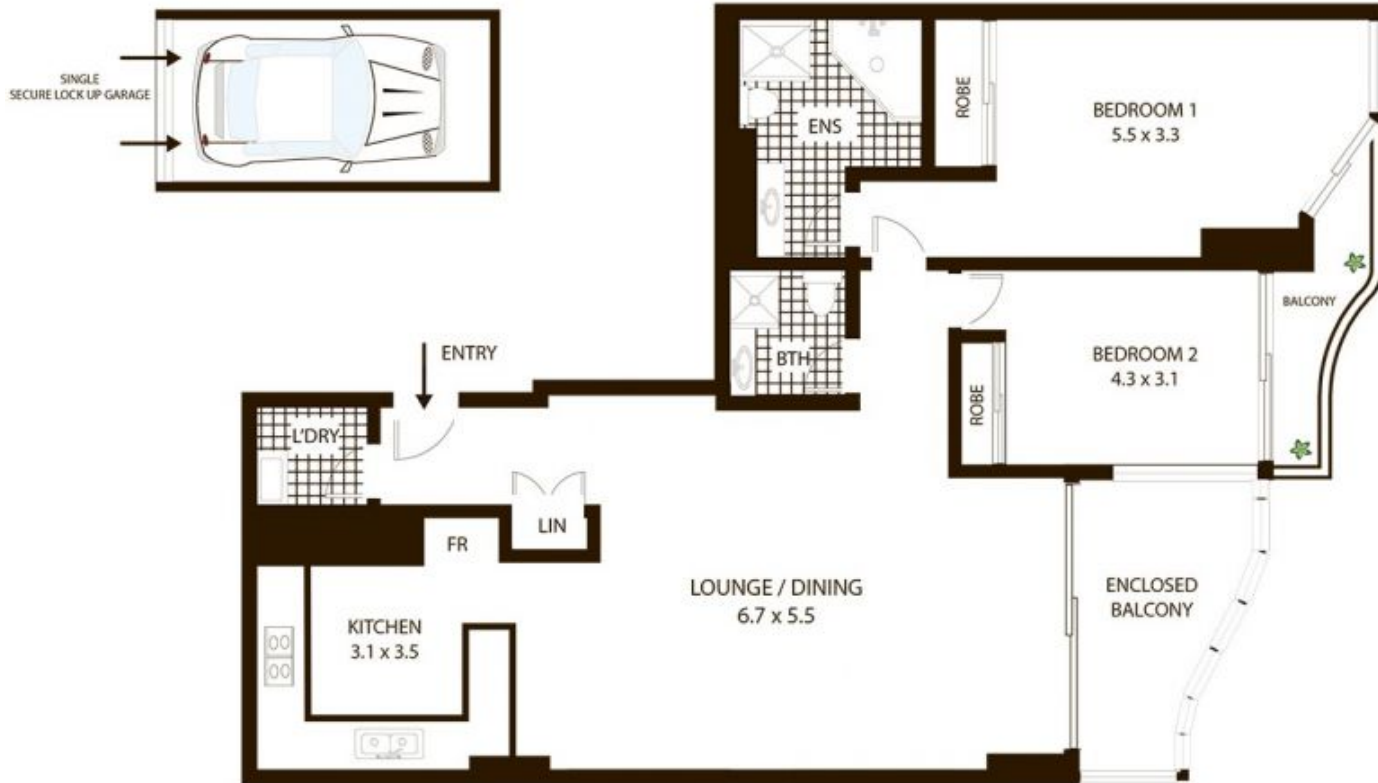 SINGLE
SECURE LOCK UP GARAGE
ENS
ROBE
BEDROOM 1
5.5 x 3.3
BALCONY
ENTRY
BTH
BEDROOM 2
4.3 x 3.1
ROBE
L'DRY
LIN
FR
LOUNGE / DINING
6.7 x 5.5
ENCLOSED
BALCONY
KITCHEN
3.1 x 3.5